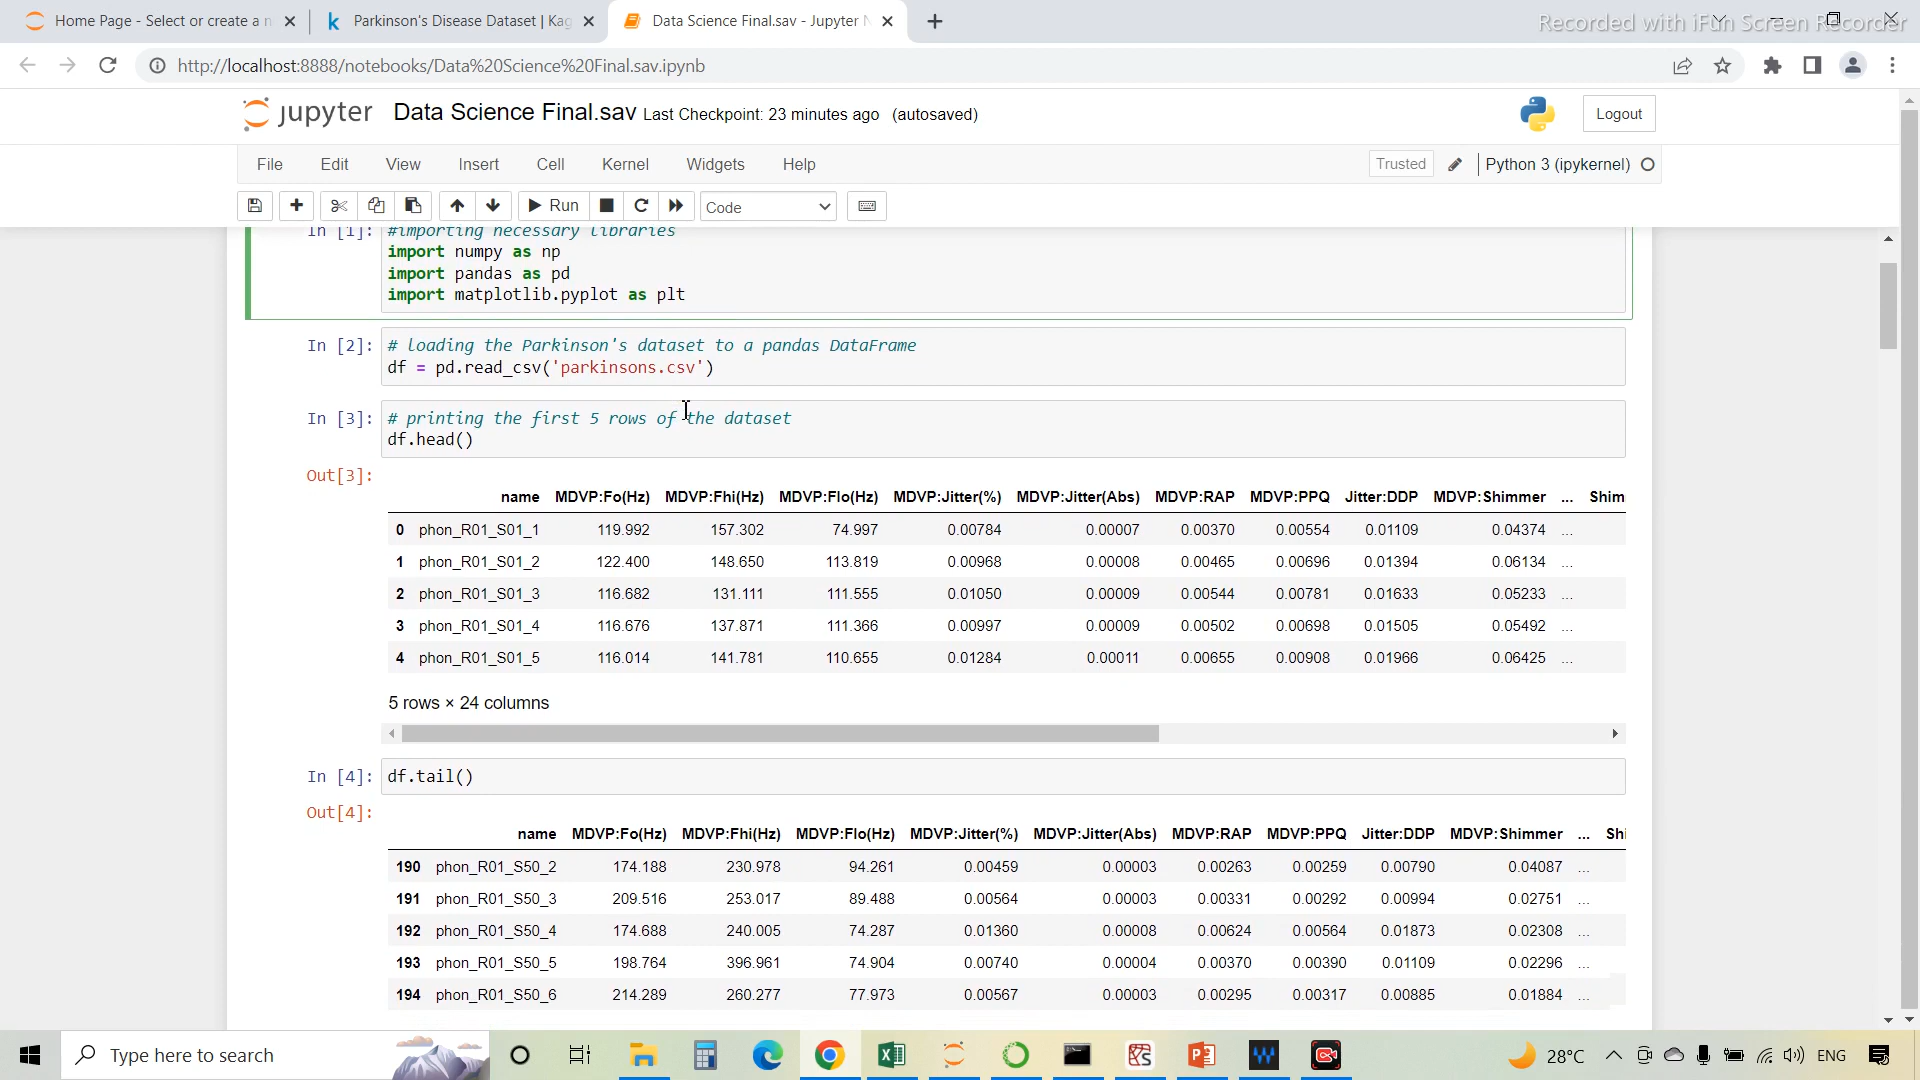 Home Page - Select or create a n
Parkinson's Disease Dataset | Kag
Data Science Final.sav - Jupyter N
Recorded with iFun Screen Recorder
http://localhost:8888/notebooks/Data%20Science%20Final.sav.ipynb
jupyter Data Science Final.sav Last Checkpoint: 23 minutes ago (autosaved)
Logout
File Edit View Insert Cell Kernel Widgets Help
Trusted Python 3 (ipykernel)
Run Code
In [1]: #importing necessary libraries
import numpy as np
import pandas as pd
import matplotlib.pyplot as plt
In [2]: # loading the Parkinson's dataset to a pandas DataFrame
df = pd.read_csv('parkinsons.csv')
In [3]: # printing the first 5 rows of the dataset
df.head()
Out[3]:
name MDVP:Fo(Hz) MDVP:Fhi(Hz) MDVP:Flo(Hz) MDVP:Jitter(%) MDVP:Jitter(Abs) MDVP:RAP MDVP:PPQ Jitter:DDP MDVP:Shimmer ... Shim
0 phon_R01_S01_1 119.992 157.302 74.997 0.00784 0.00007 0.00370 0.00554 0.01109 0.04374 ...
1 phon_R01_S01_2 122.400 148.650 113.819 0.00968 0.00008 0.00465 0.00696 0.01394 0.06134 ...
2 phon_R01_S01_3 116.682 131.111 111.555 0.01050 0.00009 0.00544 0.00781 0.01633 0.05233 ...
3 phon_R01_S01_4 116.676 137.871 111.366 0.00997 0.00009 0.00502 0.00698 0.01505 0.05492 ...
4 phon_R01_S01_5 116.014 141.781 110.655 0.01284 0.00011 0.00655 0.00908 0.01966 0.06425 ...
5 rows × 24 columns
In [4]: df.tail()
Out[4]:
name MDVP:Fo(Hz) MDVP:Fhi(Hz) MDVP:Flo(Hz) MDVP:Jitter(%) MDVP:Jitter(Abs) MDVP:RAP MDVP:PPQ Jitter:DDP MDVP:Shimmer ... Shi
190 phon_R01_S50_2 174.188 230.978 94.261 0.00459 0.00003 0.00263 0.00259 0.00790 0.04087 ...
191 phon_R01_S50_3 209.516 253.017 89.488 0.00564 0.00003 0.00331 0.00292 0.00994 0.02751 ...
192 phon_R01_S50_4 174.688 240.005 74.287 0.01360 0.00008 0.00624 0.00564 0.01873 0.02308 ...
193 phon_R01_S50_5 198.764 396.961 74.904 0.00740 0.00004 0.00370 0.00390 0.01109 0.02296 ...
194 phon_R01_S50_6 214.289 260.277 77.973 0.00567 0.00003 0.00295 0.00317 0.00885 0.01884 ...
Type here to search
28°C ENG